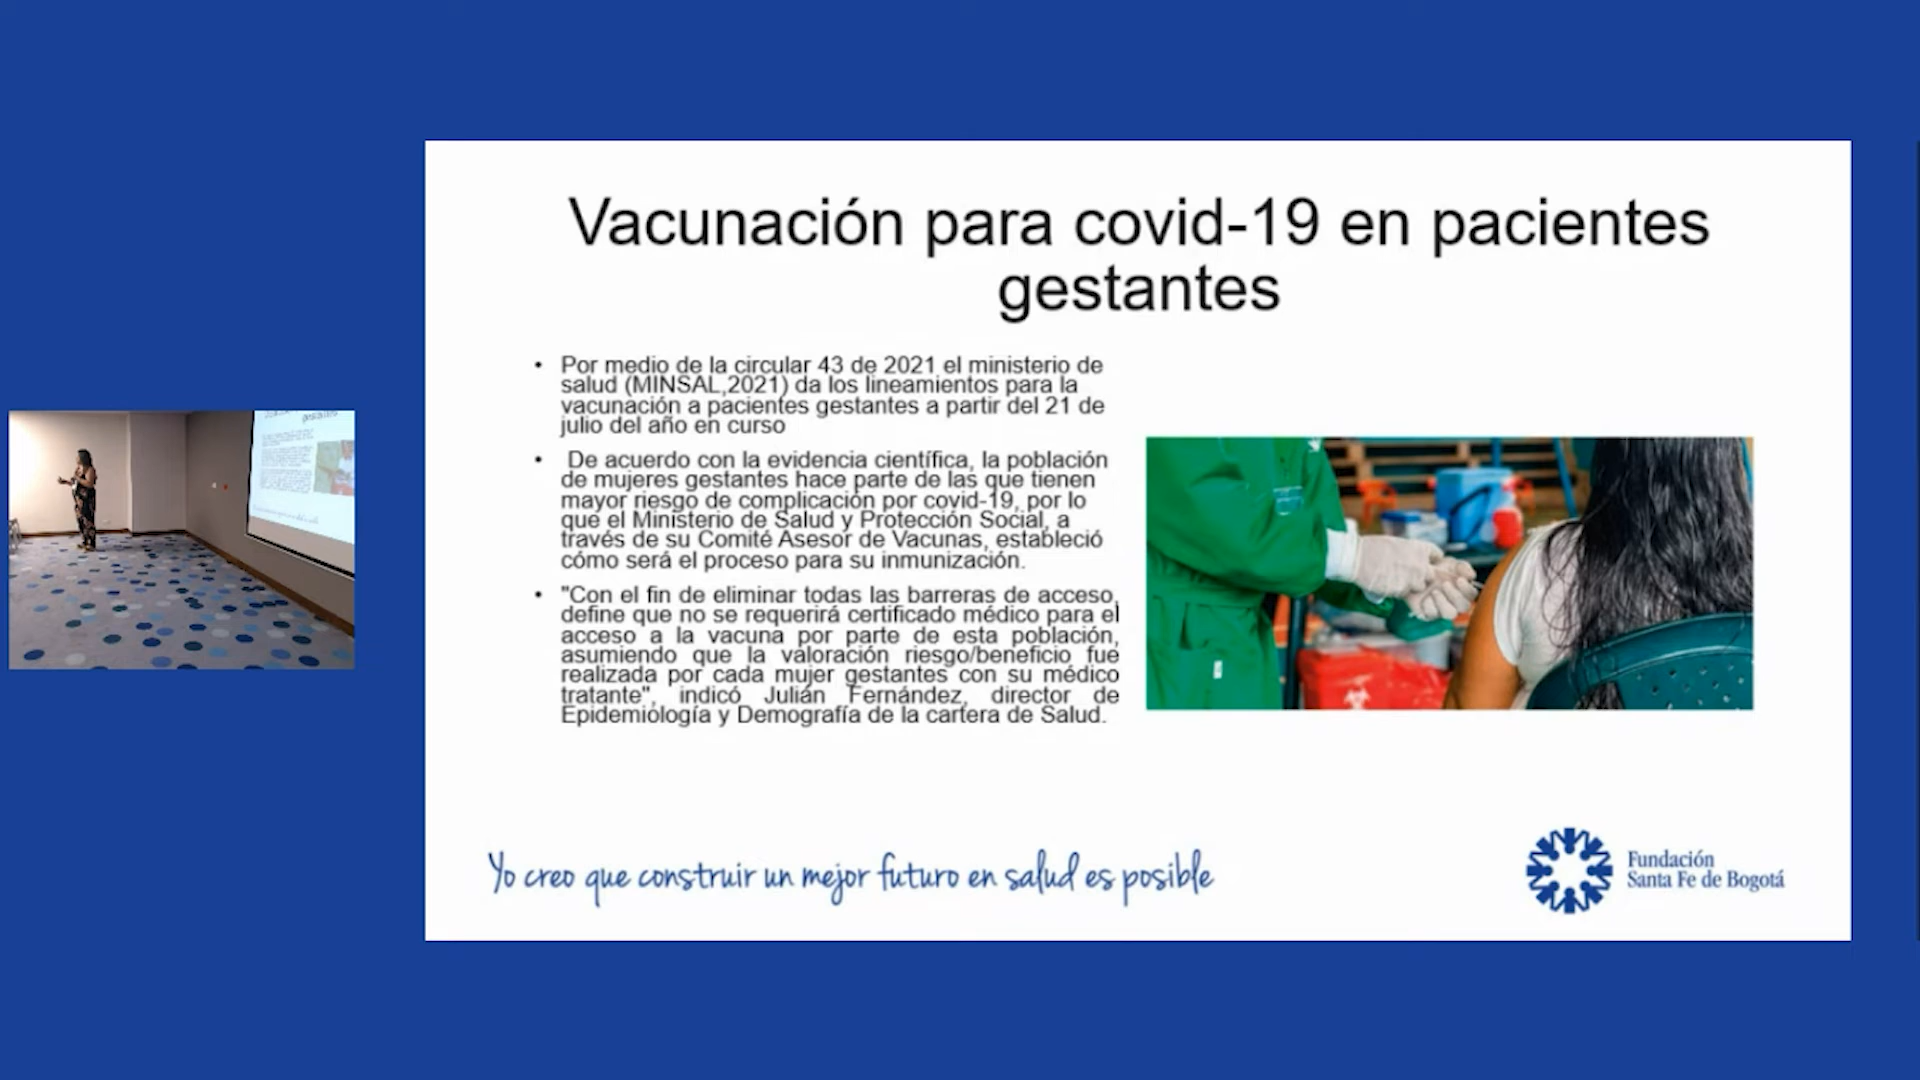 Vacunación para covid-19 en pacientes
gestantes
• Por medio de la circular 43 de 2021 el ministerio de
salud (MINSAL,2021) da los lineamientos para la
vacunación a pacientes gestantes a partir del 21 de
julio del año en curso
• De acuerdo con la evidencia científica, la población
de mujeres gestantes hace parte de las que tienen
mayor riesgo de complicación por covid-19, por lo
que el Ministerio de Salud y Protección Social, a
través de su Comité Asesor de Vacunas, estableció
cómo será el proceso para su inmunización.
• "Con el fin de eliminar todas las barreras de acceso,
define que no se requerirá certificado médico para el
acceso a la vacuna por parte de esta población,
asumiendo que la valoración riesgo/beneficio fue
realizada por cada mujer gestantes con su médico
tratante", indicó Julián Fernández, director de
Epidemiología y Demografía de la cartera de Salud.
Yo creo que construir un mejor futuro en salud es posible
Fundación
Santa Fe de Bogotá